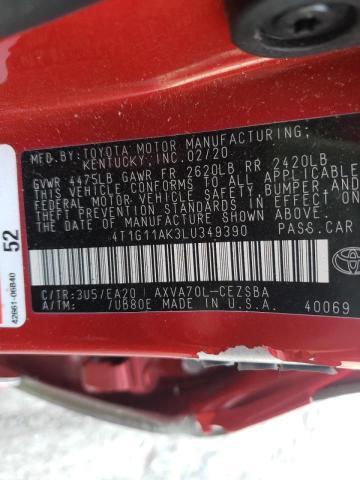 MFD.BY:TOYOTA MOTOR MANUFACTURING,
KENTUCKY, INC. 02/20
GVWR 4475LB GAWR FR 2620LB RR 2420LB
THIS VEHICLE CONFORMS TO ALL APPLICABLE
FEDERAL MOTOR VEHICLE SAFETY, BUMPER, AND
THEFT PREVENTION STANDARDS IN EFFECT ON
THE DATE OF MANUFACTURE SHOWN ABOVE.
4T1G11AK3LU349390 PASS.CAR
C/TR:3U5/EA20 AXVA70L-CEZSBA
A/TM: /UB80E MADE IN U.S.A.
40069
52
42661-06840